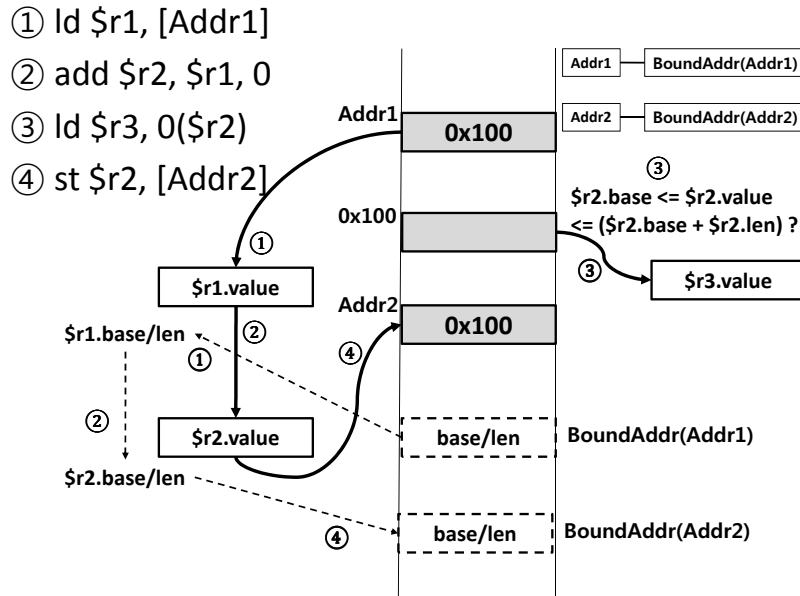 ① ld $r1, [Addr1]
② add $r2, $r1, 0
③ ld $r3, 0($r2)
④ st $r2, [Addr2]
Addr1 BoundAddr(Addr1)
Addr2 BoundAddr(Addr2)
Addr1
0x100
③
$r2.base <= $r2.value
<= ($r2.base + $r2.len) ?
0x100
①
③
$r3.value
$r1.value
Addr2
0x100
②
④
$r1.base/len
①
②
$r2.value
base/len
BoundAddr(Addr1)
$r2.base/len
④
base/len
BoundAddr(Addr2)